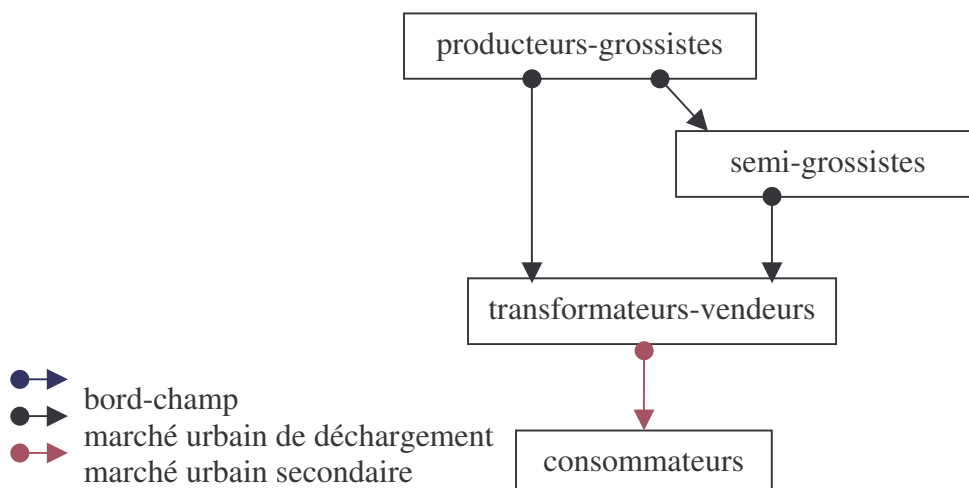 producteurs-grossistes
semi-grossistes
transformateurs-vendeurs
bord-champ
marché urbain de déchargement
marché urbain secondaire
consommateurs